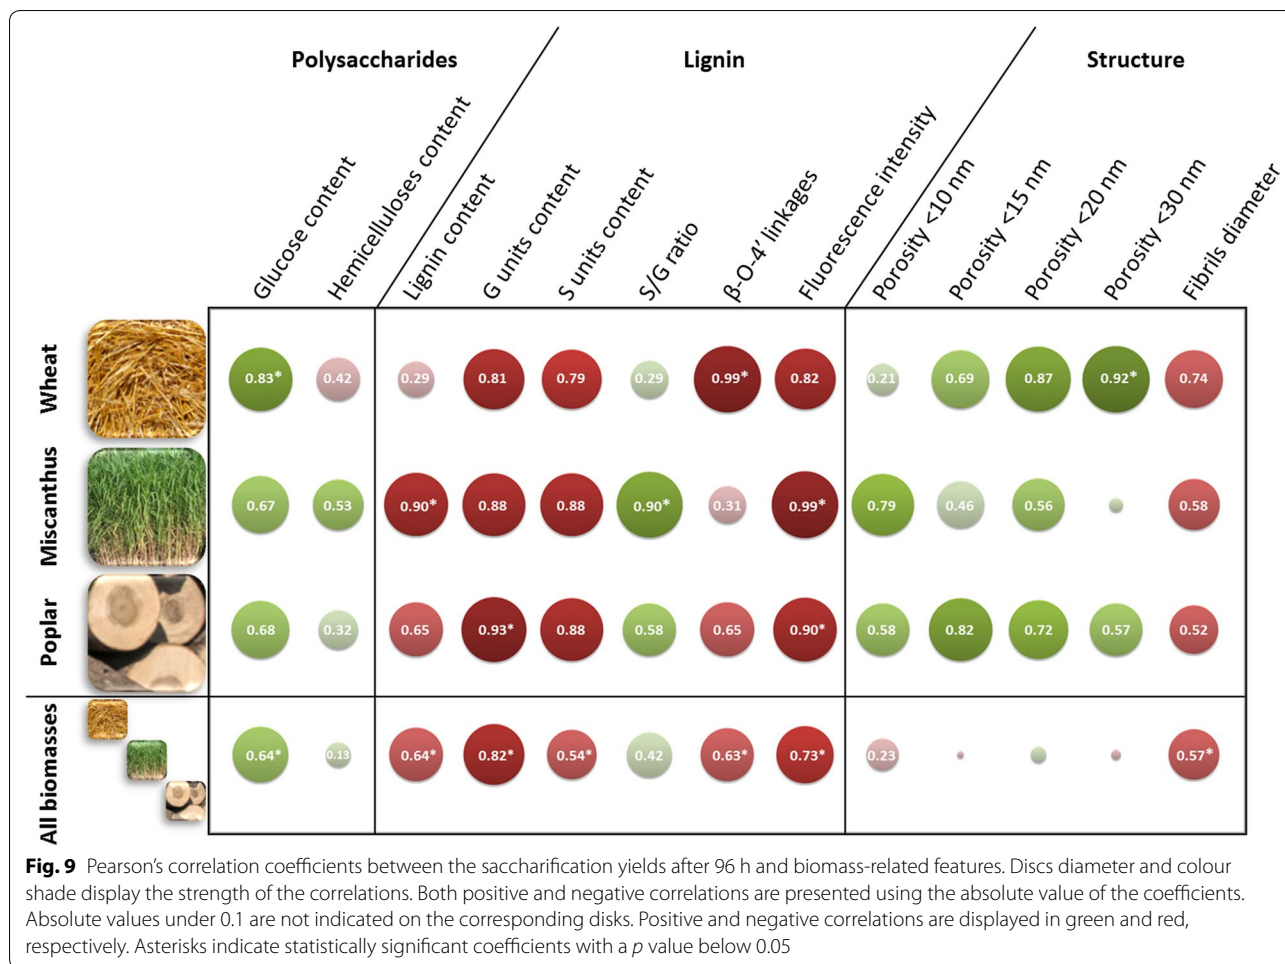 Polysaccharides Lignin Structure
Glucose content
Hemicelluloses content
Lignin content
G units content
S units content
S/G ratio
β-O-4′ linkages
Fluorescence intensity
Porosity <10 nm
Porosity <15 nm
Porosity <20 nm
Porosity <30 nm
Fibrils diameter
Wheat
0.83* 0.42 0.29 0.81 0.79 0.29 0.99* 0.82 0.21 0.69 0.87 0.92* 0.74
Miscanthus
0.67 0.53 0.90* 0.88 0.88 0.90* 0.31 0.99* 0.79 0.46 0.56 0.58
Poplar
0.68 0.32 0.65 0.93* 0.88 0.58 0.65 0.90* 0.58 0.82 0.72 0.57 0.52
All biomasses
0.64* 0.13 0.64* 0.82* 0.54* 0.42 0.63* 0.73* 0.23 0.57*
Fig. 9 Pearson's correlation coefficients between the saccharification yields after 96 h and biomass-related features. Discs diameter and colour
shade display the strength of the correlations. Both positive and negative correlations are presented using the absolute value of the coefficients.
Absolute values under 0.1 are not indicated on the corresponding disks. Positive and negative correlations are displayed in green and red,
respectively. Asterisks indicate statistically significant coefficients with a p value below 0.05